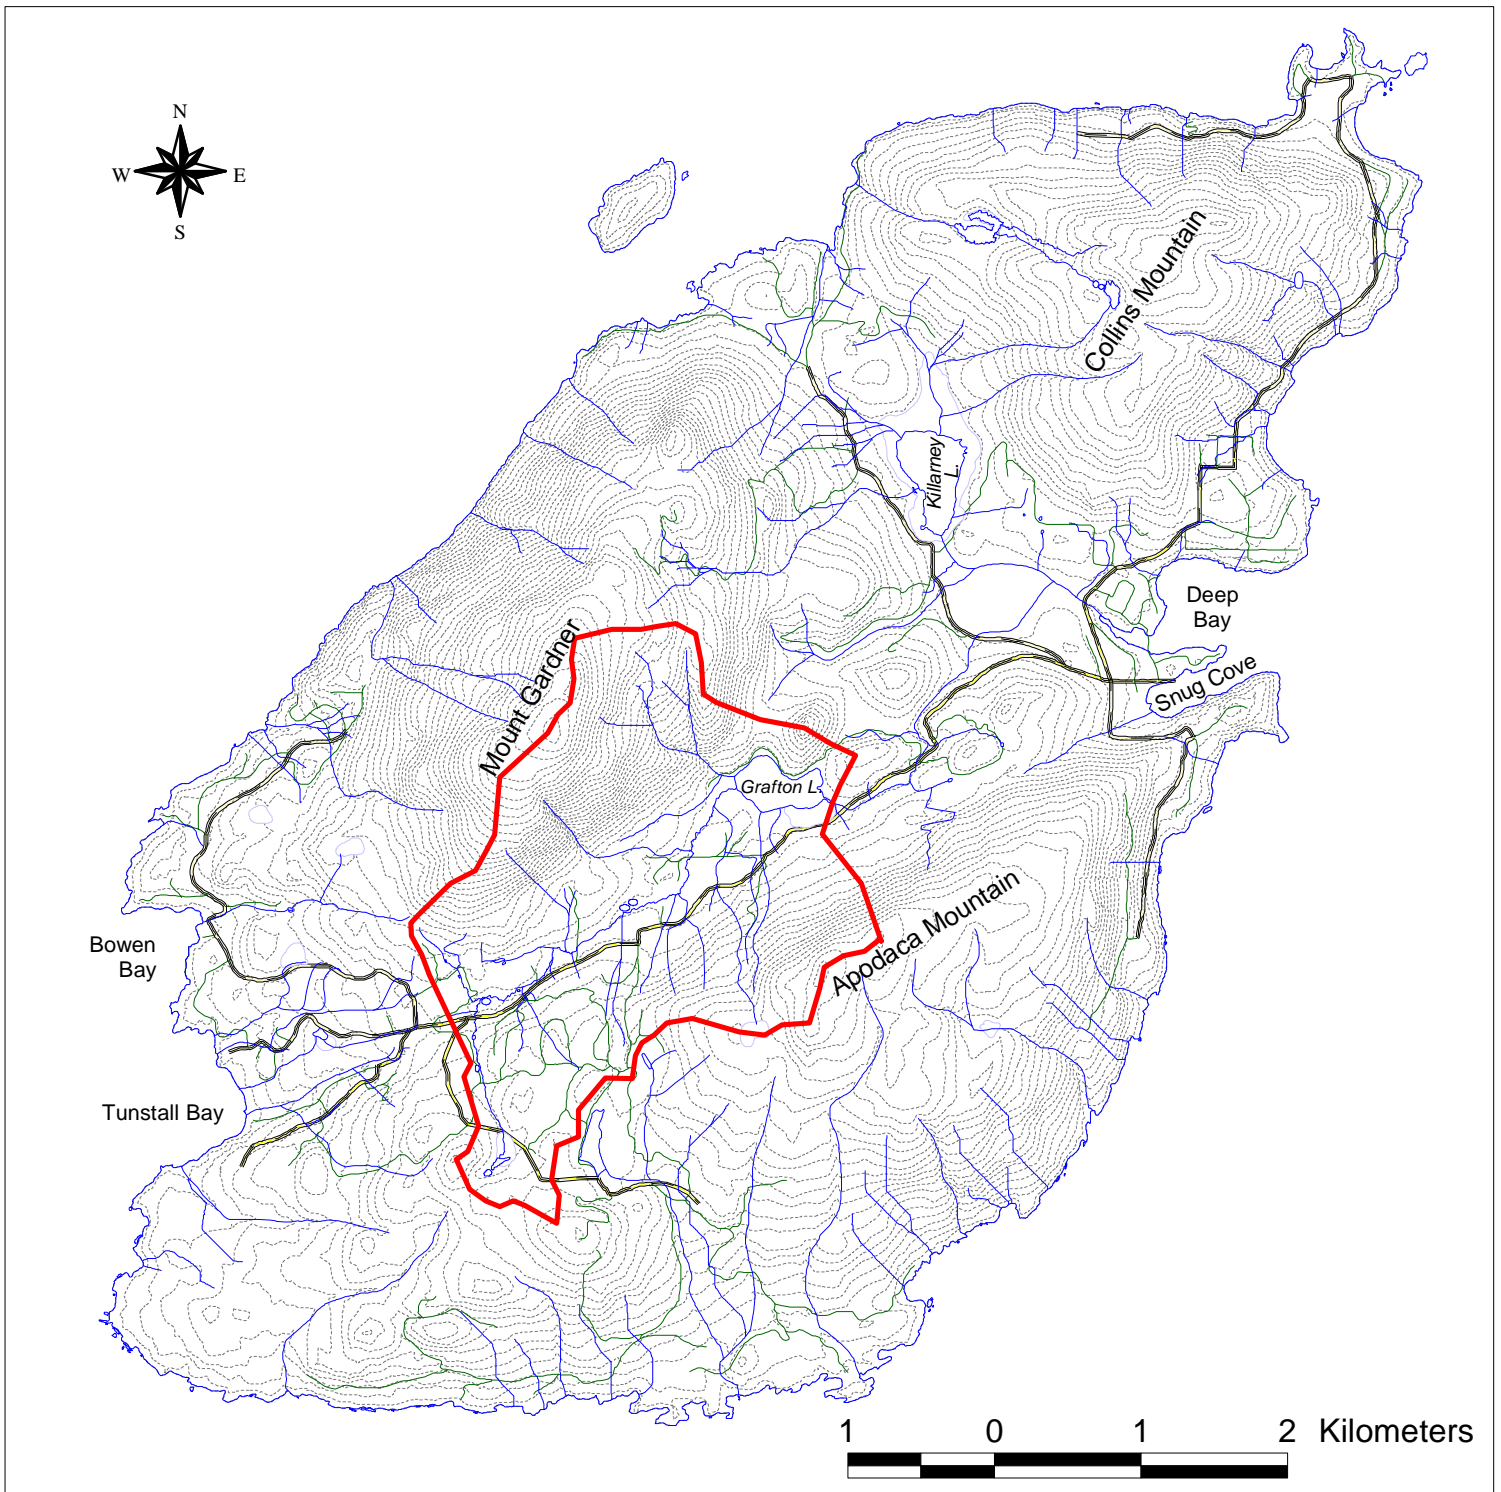 N
W E
S
Collins Mountain
Killarney
L.
Deep
Bay
Mount Gardner
Snug Cove
Grafton L.
Apodaca Mountain
Bowen
Bay
Tunstall Bay
1 0 1 2 Kilometers